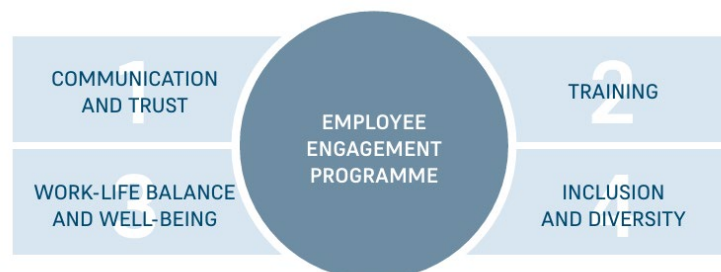 1
COMMUNICATION
AND TRUST
2
TRAINING
EMPLOYEE
ENGAGEMENT
PROGRAMME
3
WORK-LIFE BALANCE
AND WELL-BEING
4
INCLUSION
AND DIVERSITY